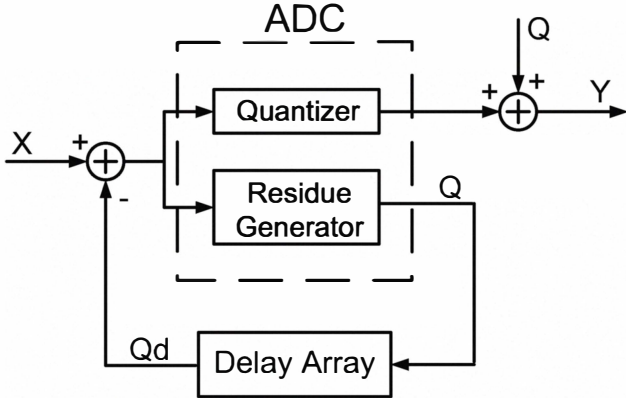 ADC
Q
+
+
Y
Quantizer
X
+
-
Residue
Generator
Q
Qd
Delay Array